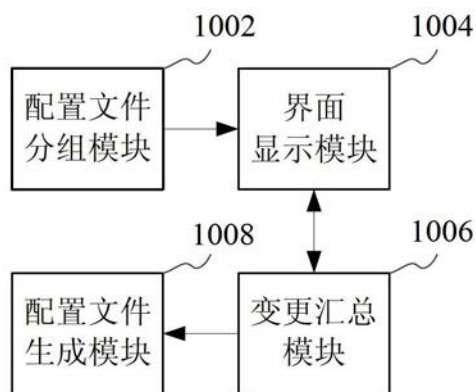 1002
1004
配置文件
分组模块
界面
显示模块
1008
1006
配置文件
生成模块
变更汇总
模块